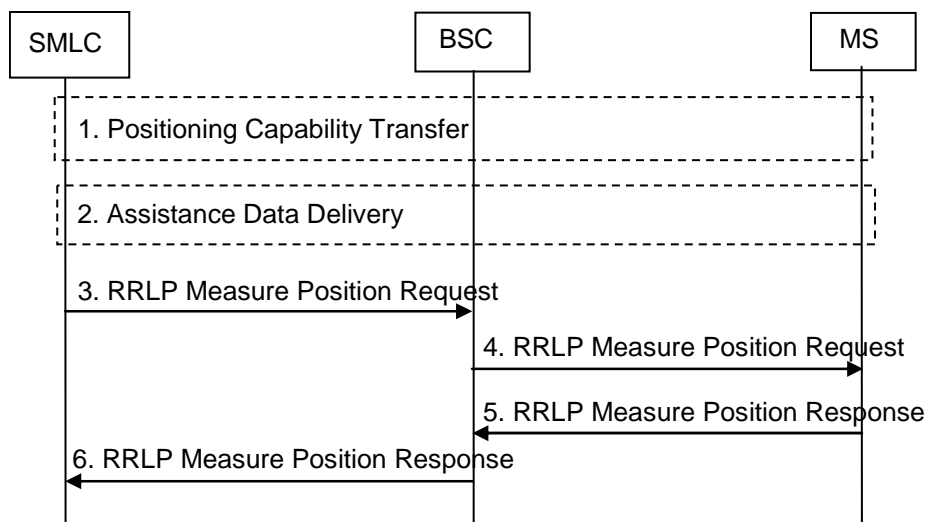 SMLC
BSC
MS
1. Positioning Capability Transfer
2. Assistance Data Delivery
3. RRLP Measure Position Request
4. RRLP Measure Position Request
5. RRLP Measure Position Response
6. RRLP Measure Position Response